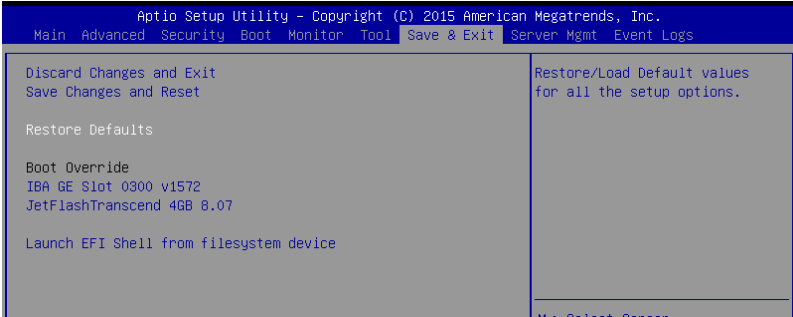 Aptio Setup Utility – Copyright (C) 2015 American Megatrends, Inc.
Main Advanced Security Boot Monitor Tool Save & Exit Server Mgmt Event Logs
Discard Changes and Exit
Save Changes and Reset
Restore Defaults
Boot Override
IBA GE Slot 0300 v1572
JetFlashTranscend 4GB 8.07
Launch EFI Shell from filesystem device
Restore/Load Default values
for all the setup options.